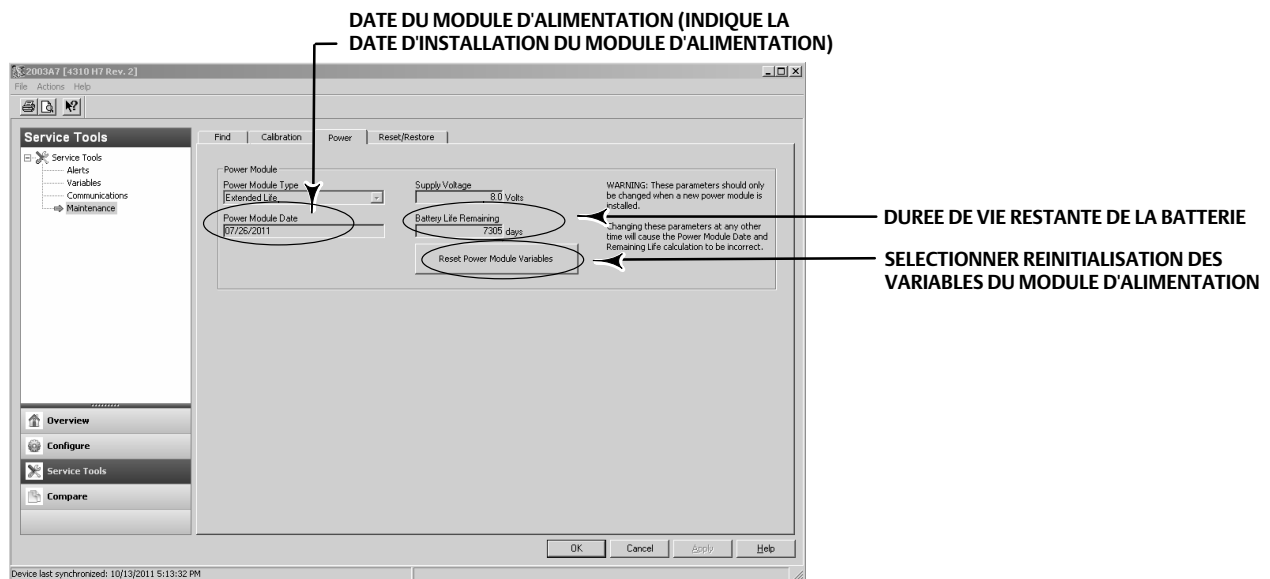 DATE DU MODULE D'ALIMENTATION (INDIQUE LA
DATE D'INSTALLATION DU MODULE D'ALIMENTATION)
2003A7 [4310 H7 Rev. 2]
File Actions Help
Service Tools
Service Tools
Alerts
Variables
Communications
Maintenance
Overview
Configure
Service Tools
Compare
Find
Calibration
Power
Reset/Restore
Power Module
Power Module Type
Extended Life
Power Module Date
07/26/2011
Supply Voltage
8.0 Volts
Battery Life Remaining
7305 days
Reset Power Module Variables
WARNING: These parameters should only
be changed when a new power module is
installed.
Changing these parameters at any other
time will cause the Power Module Date and
Remaining Life calculation to be incorrect.
DUREE DE VIE RESTANTE DE LA BATTERIE
SELECTIONNER REINITIALISATION DES
VARIABLES DU MODULE D'ALIMENTATION
OK
Cancel
Apply
Help
Device last synchronized: 10/13/2011 5:13:32 PM